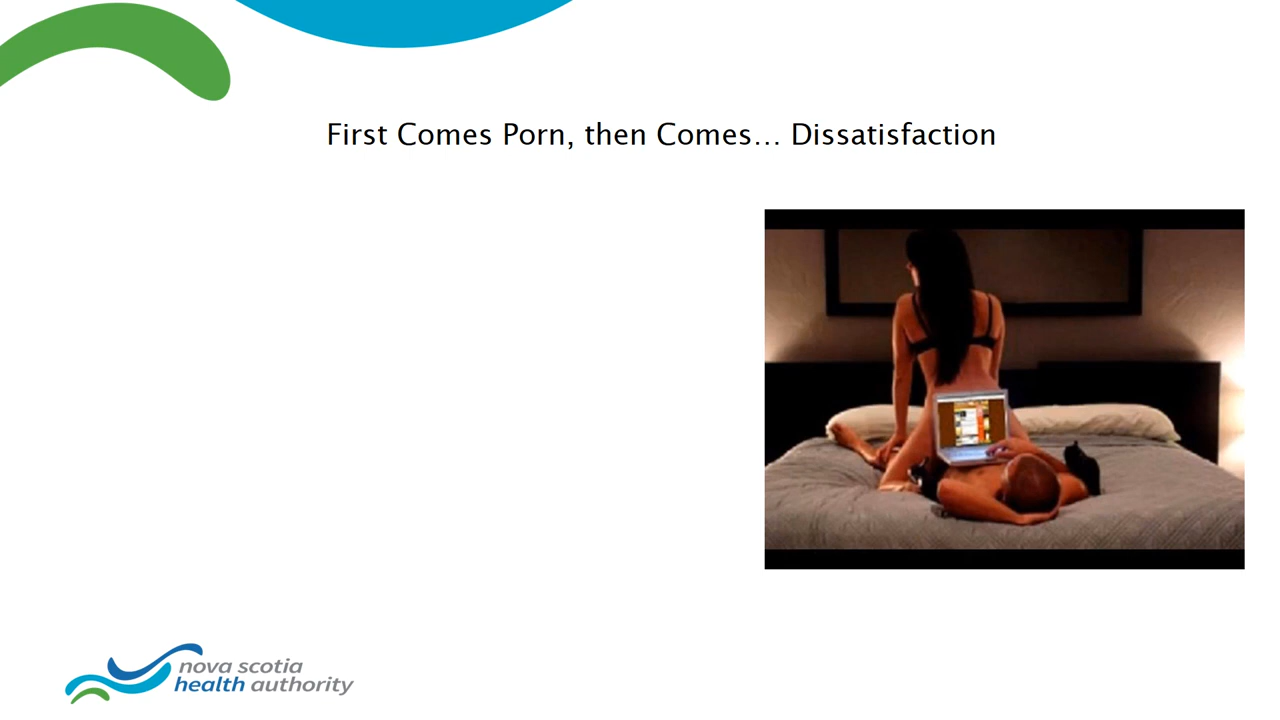 First Comes Porn, then Comes… Dissatisfaction
nova scotia
health authority